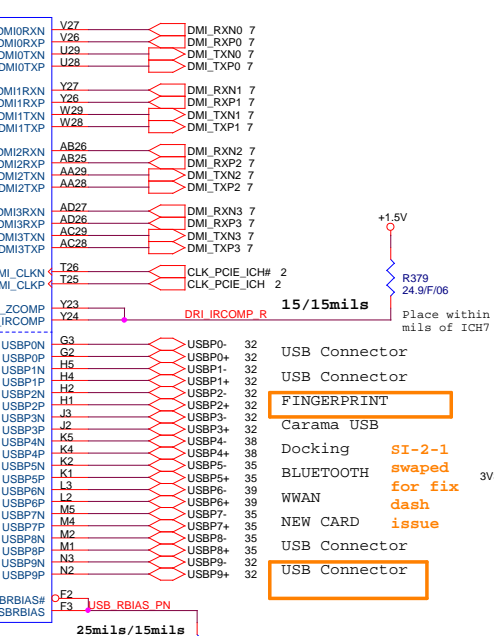 DMI0RXN V27 DMI_RXN0 7
DMI0RXP V26 DMI_RXP0 7
DMI0TXN U29 DMI_TXN0 7
DMI0TXP U28 DMI_TXP0 7
DMI1RXN Y27 DMI_RXN1 7
DMI1RXP Y26 DMI_RXP1 7
DMI1TXN W29 DMI_TXN1 7
DMI1TXP W28 DMI_TXP1 7
DMI2RXN AB26 DMI_RXN2 7
DMI2RXP AB25 DMI_RXP2 7
DMI2TXN AA29 DMI_TXN2 7
DMI2TXP AA28 DMI_TXP2 7
DMI3RXN AD27 DMI_RXN3 7
DMI3RXP AD26 DMI_RXP3 7
DMI3TXN AC29 DMI_TXN3 7
DMI3TXP AC28 DMI_TXP3 7
+1.5V
MI_CLKN T26 CLK_PCIE_ICH# 2
MI_CLKP T25 CLK_PCIE_ICH 2
R379
24.9/F/06
_ZCOMP Y23
_IRCOMP Y24 DRI_IRCOMP_R 15/15mils
Place within
mils of ICH7
USBP0N G3 USBP0- 32 USB Connector
USBP0P G2 USBP0+ 32
USBP1N H5 USBP1- 32 USB Connector
USBP1P H4 USBP1+ 32
USBP2N H2 USBP2- 32 FINGERPRINT
USBP2P H1 USBP2+ 32
USBP3N J3 USBP3- 32 Carama USB
USBP3P J2 USBP3+ 32
USBP4N K5 USBP4- 38 Docking
USBP4P K4 USBP4+ 38
USBP5N K2 USBP5- 35 BLUETOOTH
USBP5P K1 USBP5+ 35
USBP6N L3 USBP6- 39 WWAN
USBP6P L2 USBP6+ 39
USBP7N M5 USBP7- 35 NEW CARD
USBP7P M4 USBP7+ 35
USBP8N M2 USBP8- 35 USB Connector
USBP8P M1 USBP8+ 35
USBP9N N3 USBP9- 32 USB Connector
USBP9P N2 USBP9+ 32
SI-2-1
swaped
for fix
dash
issue
3V
BRBIAS# F2
SBRBIAS F3 USB_RBIAS_PN
25mils/15mils